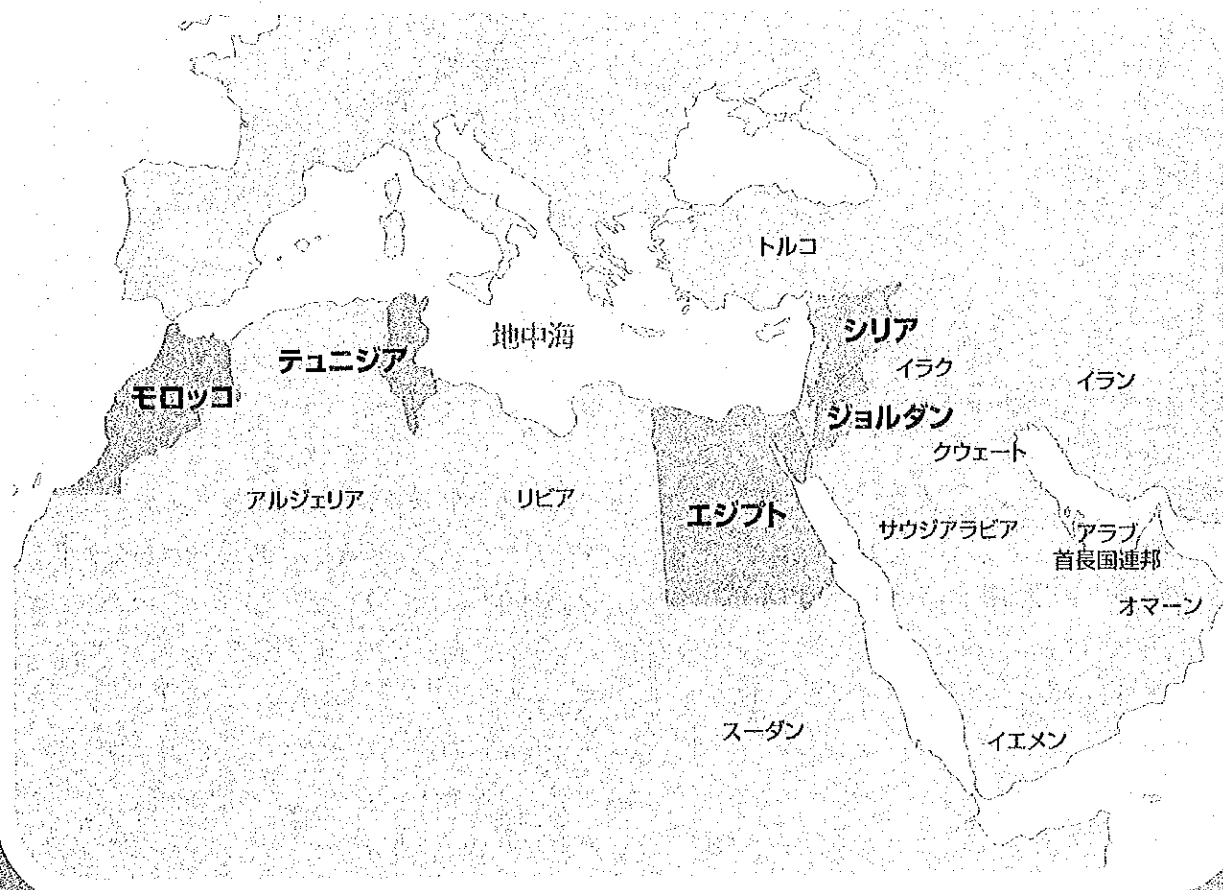 トルコ
地中海
シリア
テュニジア
イラク
イラン
モロッコ
ジョルダン
クウェート
アルジェリア
リビア
エジプト
サウジアラビア
アラブ
首長国連邦
オマーン
スーダン
イエメン